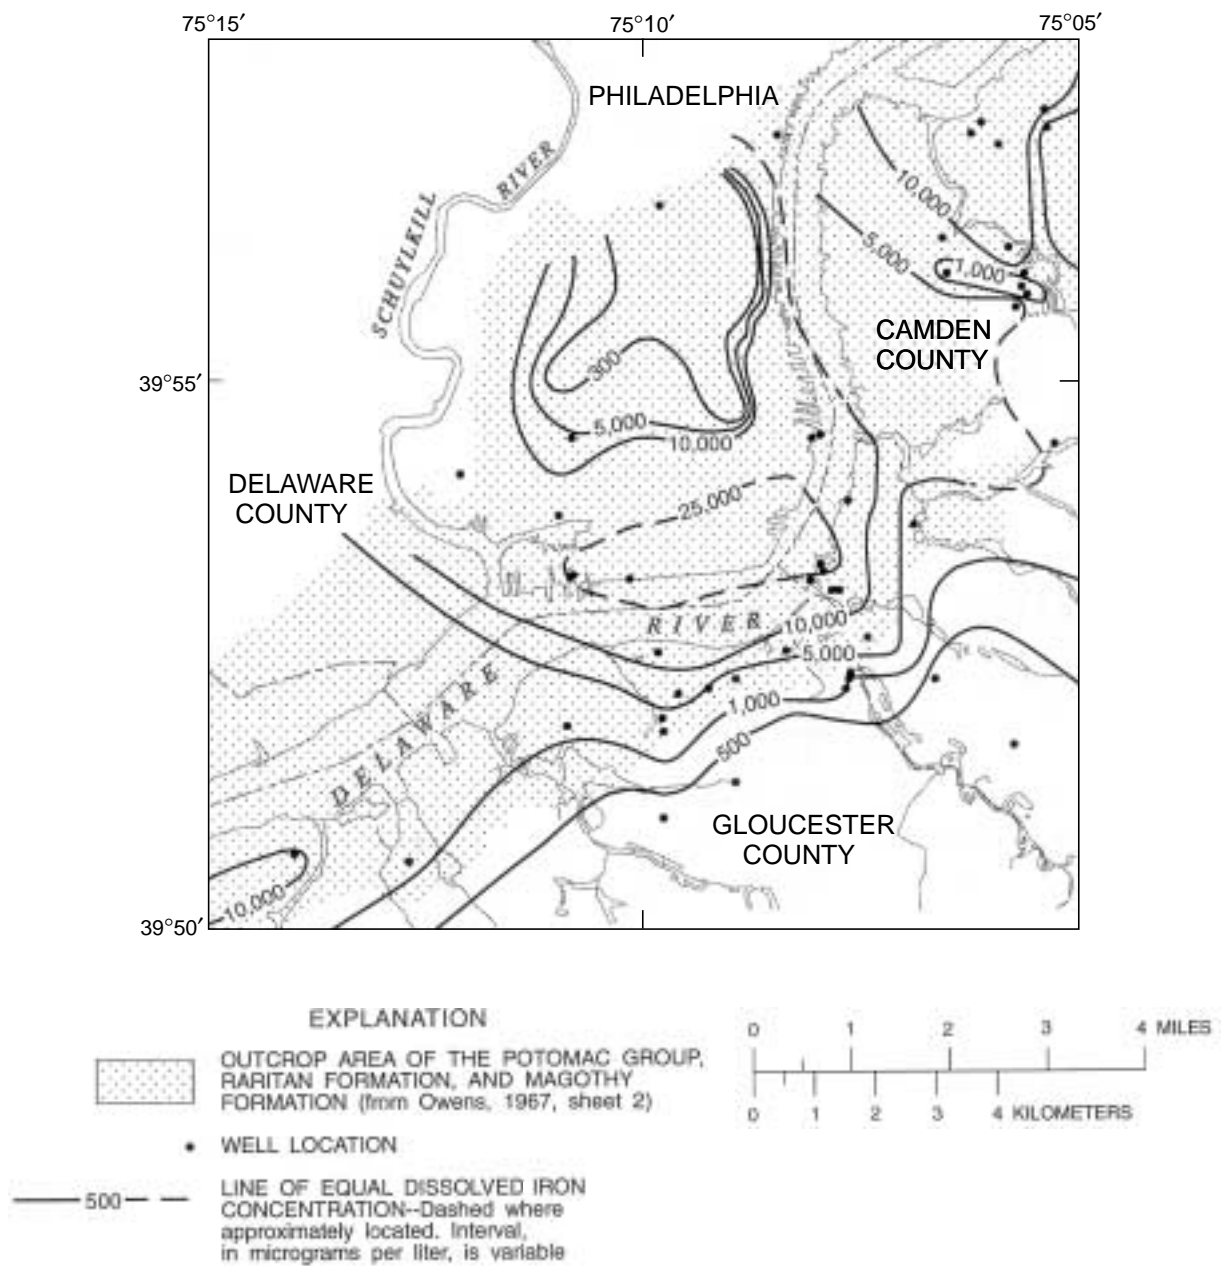 75°15′
75°10′
75°05′
PHILADELPHIA
SCHUYLKILL
RIVER
10,000
5,000
1,000
CAMDEN
COUNTY
39°55′
300
5,000
10,000
DELAWARE
COUNTY
25,000
RIVER
10,000
5,000
1,000
500
DELAWARE
GLOUCESTER
COUNTY
10,000
39°50′
EXPLANATION
OUTCROP AREA OF THE POTOMAC GROUP,
RARITAN FORMATION, AND MAGOTHY
FORMATION (fmm Owens, 1967, sheet 2)
WELL LOCATION
500
LINE OF EQUAL DISSOLVED IRON
CONCENTRATION--Dashed where
approximately located. Interval,
in micrograms per liter, is variable
0 1 2 3 4 MILES
0 1 2 3 4 KILOMETERS